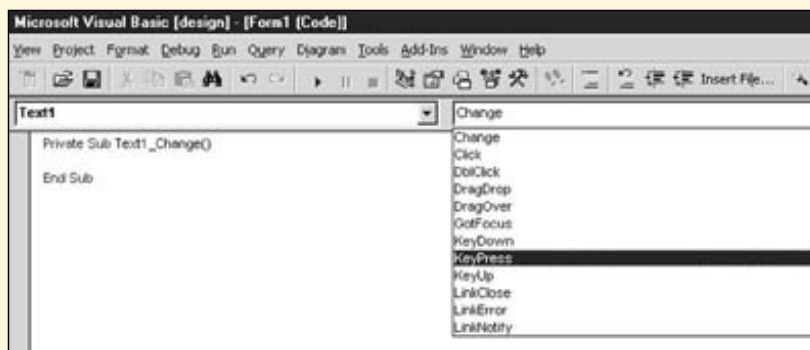 Microsoft Visual Basic [design] - [Form1 (Code)]
View Project Format Debug Run Query Diagram Tools Add-Ins Window Help
Insert File...
Text1 Change
Private Sub Text1_Change()
End Sub
Change
Click
DblClick
DragDrop
DragOver
GotFocus
KeyDown
KeyPress
KeyUp
LinkClose
LinkError
LinkNotify